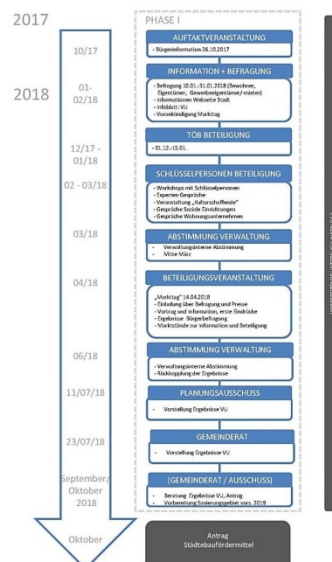 2017
PHASE I
AUFTAKTVERANSTALTUNG
10/17
- Bürgerinformation 26.10.2017
INFORMATION + BEFRAGUNG
2018
01-
02/18
- Befragung 10.01.-31.01.2018 (Bewohner,
Eigentümer, Gewerbeeigentümer/-mieter)
- Informationen Webseite Stadt
- Infoblatt: VU
- Vorankündigung Markttag
TÖB BETEILIGUNG
12/17 -
01/18
- 01.12.-15.01.
SCHLÜSSELPERSONEN BETEILIGUNG
02 - 03/18
- Workshops mit Schlüsselpersonen
- Experten Gespräche
- Veranstaltung „Kulturschaffende"
- Gespräche Soziale Einrichtungen
- Gespräche Wohnungsunternehmen
03/18
ABSTIMMUNG VERWALTUNG
- Verwaltungsinterne Abstimmung
- Mitte März
04/18
BETEILIGUNGSVERANSTALTUNG
„Markttag" 14.04.2018
- Einladung über Befragung und Presse
- Vortrag und Information, erste Eindrücke
- Ergebnisse Bürgerbefragung
- Marktstände zur Information und Beteiligung
06/18
ABSTIMMUNG VERWALTUNG
- Verwaltungsinterne Abstimmung
- Rückkopplung der Ergebnisse
11/07/18
PLANUNGSAUSSCHUSS
- Vorstellung Ergebnisse VU
23/07/18
GEMEINDERAT
- Vorstellung Ergebnisse VU
September/
Oktober
2018
(GEMEINDERAT / AUSSCHUSS)
- Beratung Ergebnisse VU, Antrag
- Vorbereitung Sanierungsgebiet vors. 2019
Oktober
Antrag
Städtebaufördermittel